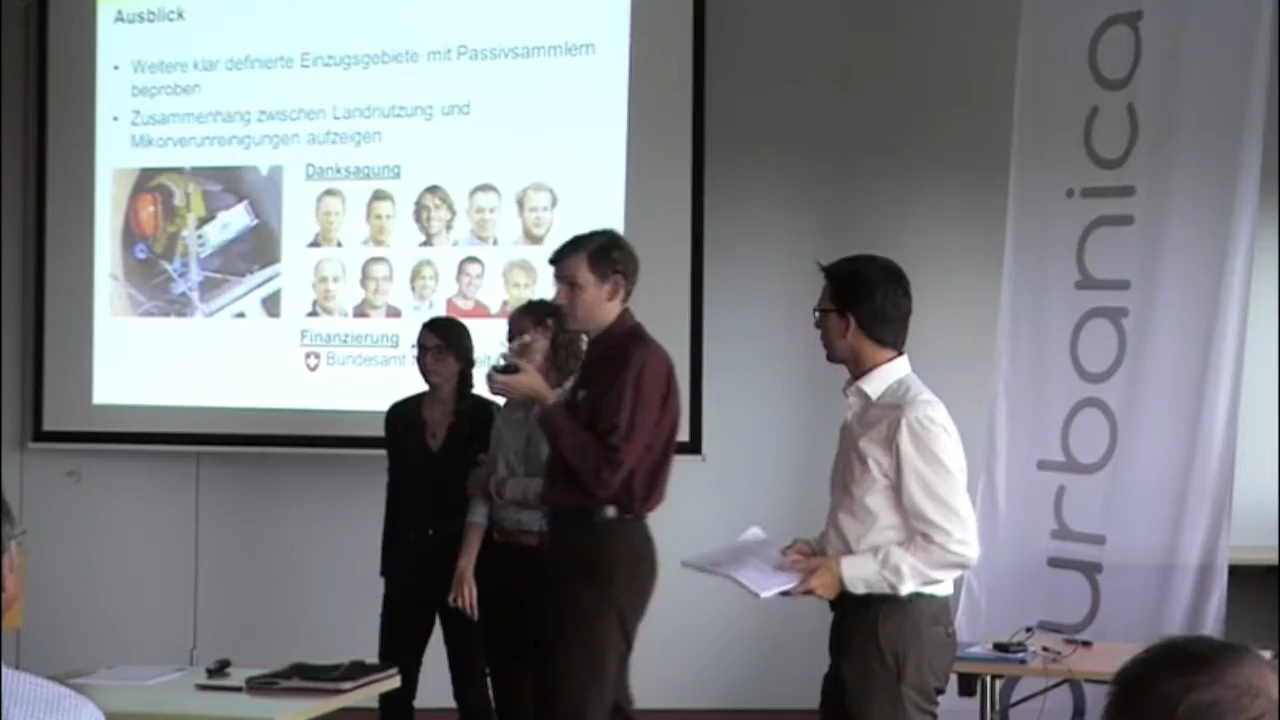 Ausblick
• Weitere klar definierte Einzugsgebiete mit Passivsammlern
beproben
• Zusammenhang zwischen Landnutzung und
Mikorverunreinigungen aufzeigen
Danksagung
Finanzierung
Bundesamt
urbanica